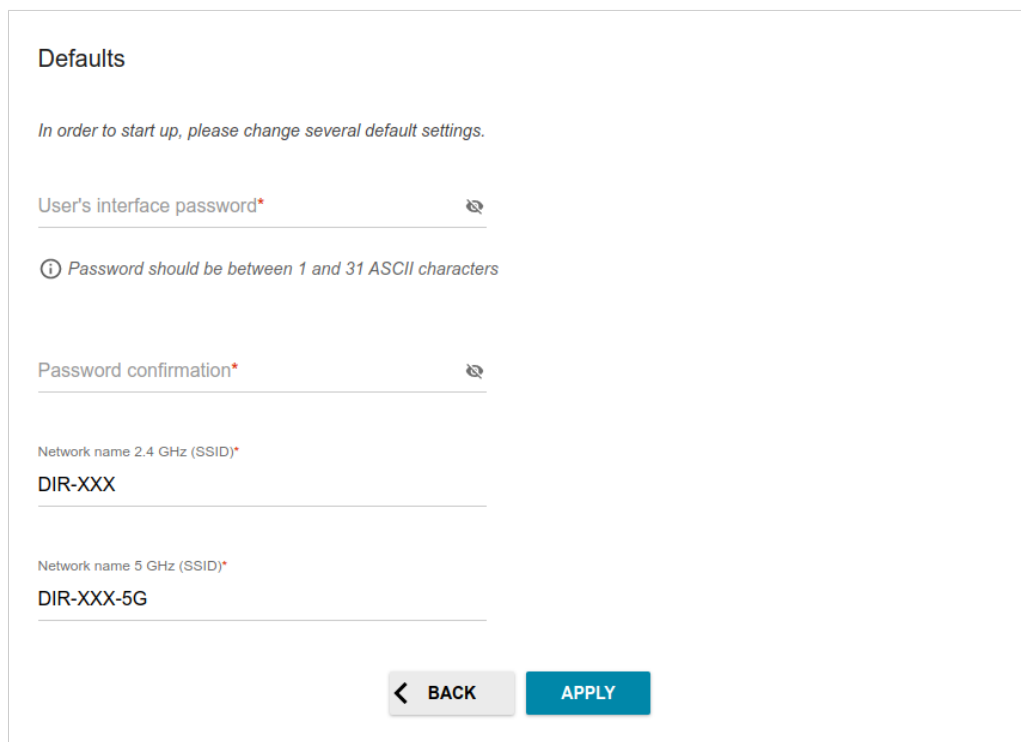 Defaults
In order to start up, please change several default settings.
User's interface password*
Password should be between 1 and 31 ASCII characters
Password confirmation*
Network name 2.4 GHz (SSID)*
DIR-XXX
Network name 5 GHz (SSID)*
DIR-XXX-5G
BACK APPLY